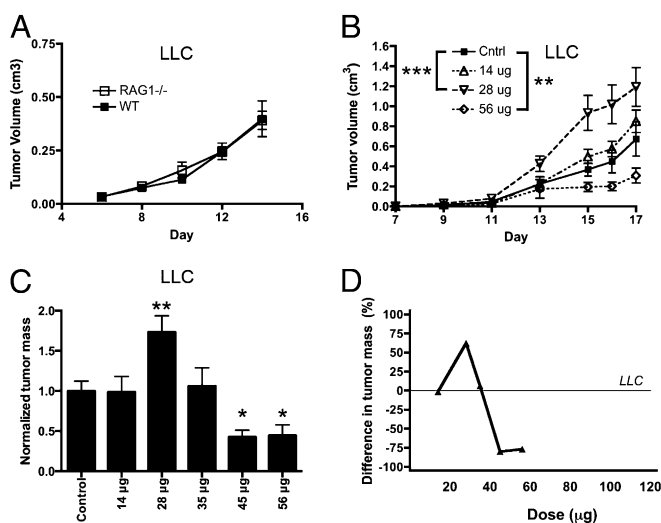 A
LLC
Tumor Volume (cm3)
0.75
0.50
0.25
0.00
RAG1-/-
WT
4 8 12 16
Day
B
LLC
Tumor volume (cm3)
1.6
1.4
1.2
1.0
0.8
0.6
0.4
0.2
0.0
Cntrl
14 ug
28 ug
56 ug
***
**
7 9 11 13 15 17
Day
C
LLC
Normalized tumor mass
2.0
1.5
1.0
0.5
0.0
**
*
*
Control
14 µg
28 µg
35 µg
45 µg
56 µg
D
Difference in tumor mass (%)
100
75
50
25
0
-25
-50
-75
-100
LLC
20 40 60 80 100 120
Dose (µg)